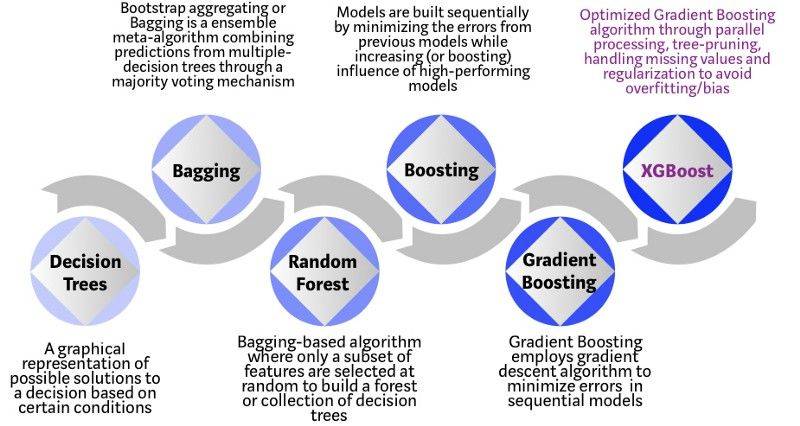 Bootstrap aggregating or
Bagging is a ensemble
meta-algorithm combining
predictions from multiple-
decision trees through a
majority voting mechanism
Models are built sequentially
by minimizing the errors from
previous models while
increasing (or boosting)
influence of high-performing
models
Optimized Gradient Boosting
algorithm through parallel
processing, tree-pruning,
handling missing values and
regularization to avoid
overfitting/bias
Bagging
Boosting
XGBoost
Decision
Trees
Random
Forest
Gradient
Boosting
A graphical
representation of
possible solutions to
a decision based on
certain conditions
Bagging-based algorithm
where only a subset of
features are selected at
random to build a forest
or collection of decision
trees
Gradient Boosting
employs gradient
descent algorithm to
minimize errors in
sequential models